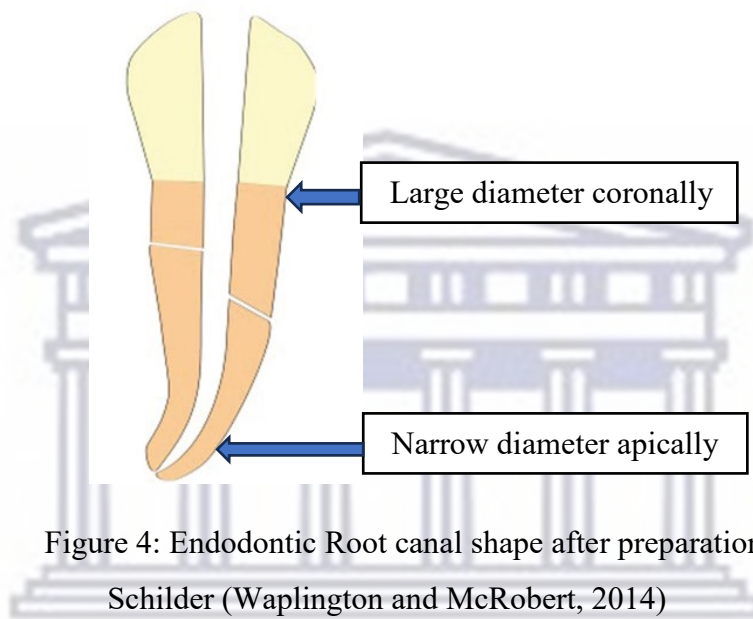 Large diameter coronally
Narrow diameter apically
Figure 4: Endodontic Root canal shape after preparation
Schilder (Waplington and McRobert, 2014)